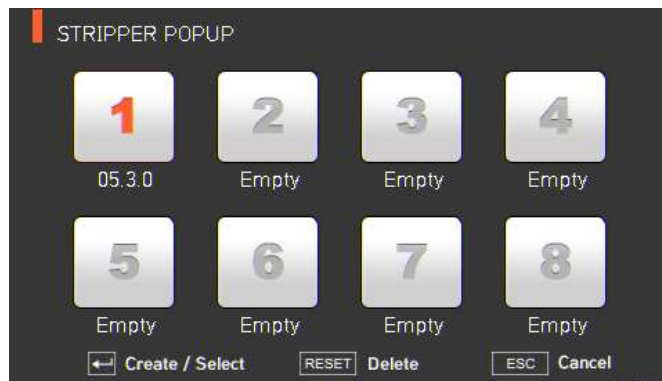 STRIPPER POPUP
1 2 3 4
05.3.0 Empty Empty Empty
5 6 7 8
Empty Empty Empty Empty
Create / Select RESET Delete ESC Cancel